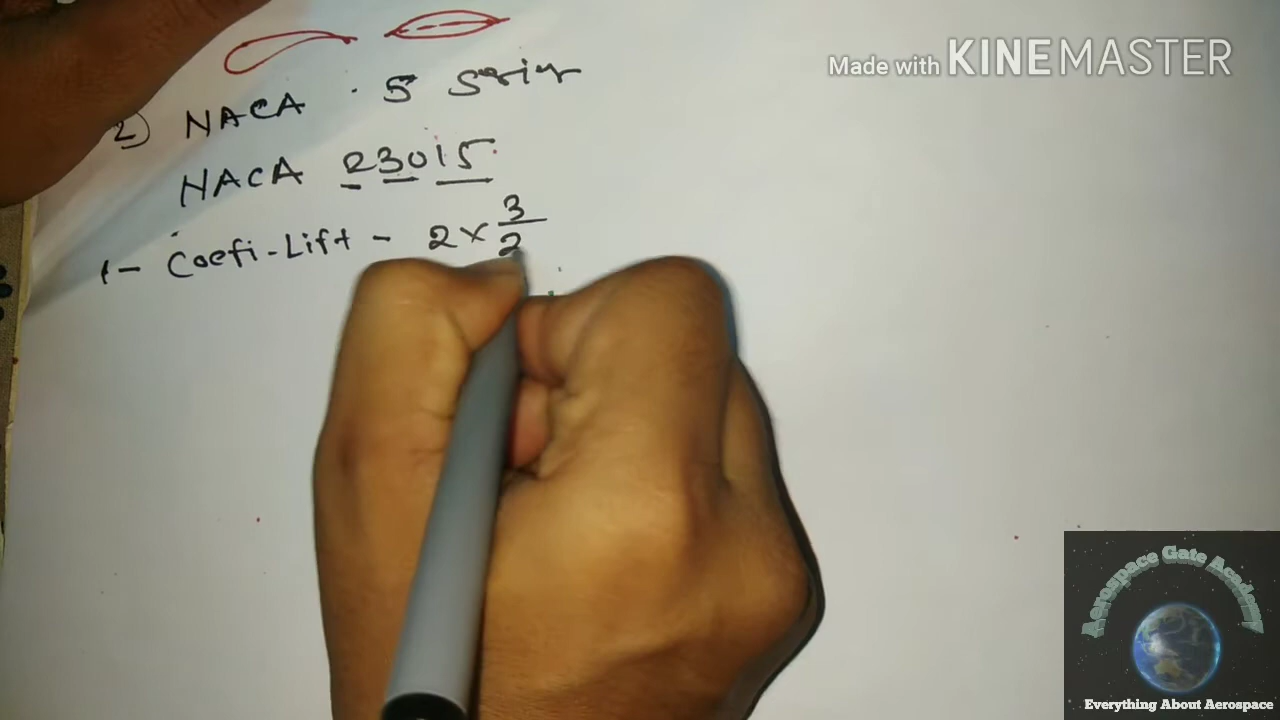 Made with KINEMASTER
2) NACA · 5 Series
NACA 23015
1- Coefi-Lift - 2 × 3/2
Aerospace Gate Academy
Everything About Aerospace